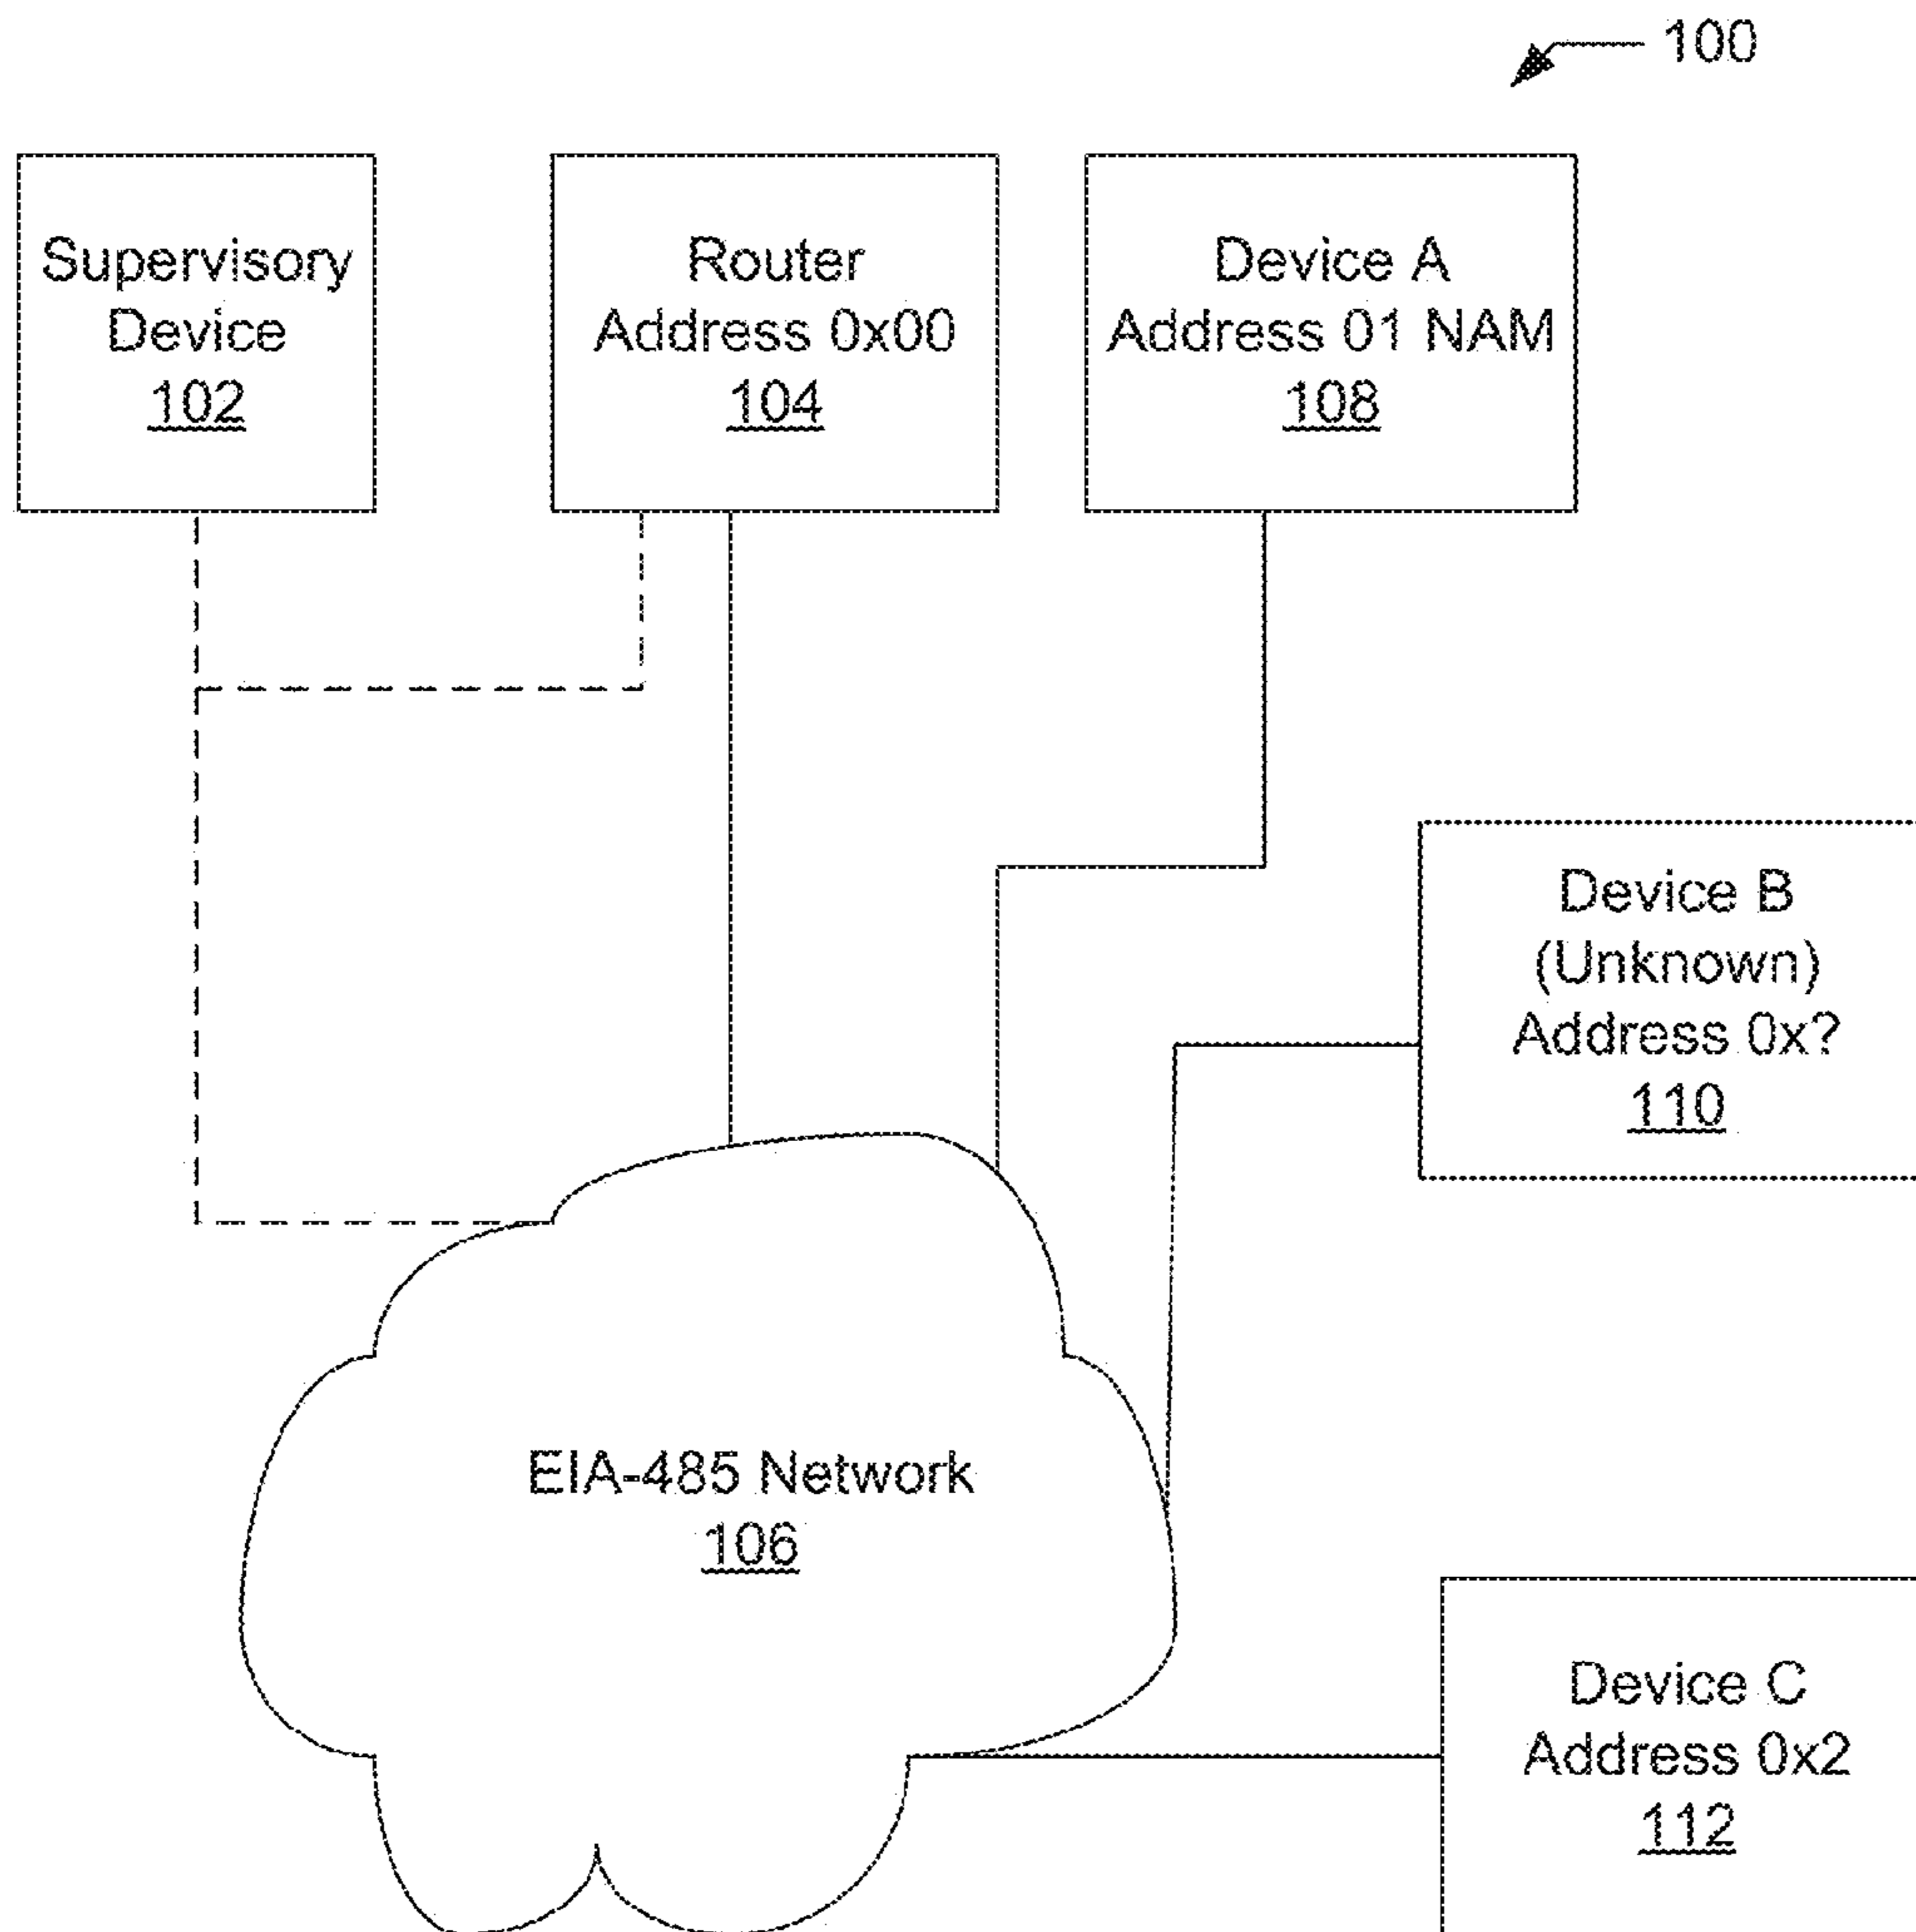 100
Supervisory
Device
102
Router
Address 0x00
104
Device A
Address 01 NAM
108
Device B
(Unknown)
Address 0x?
110
EIA-485 Network
106
Device C
Address 0x2
112